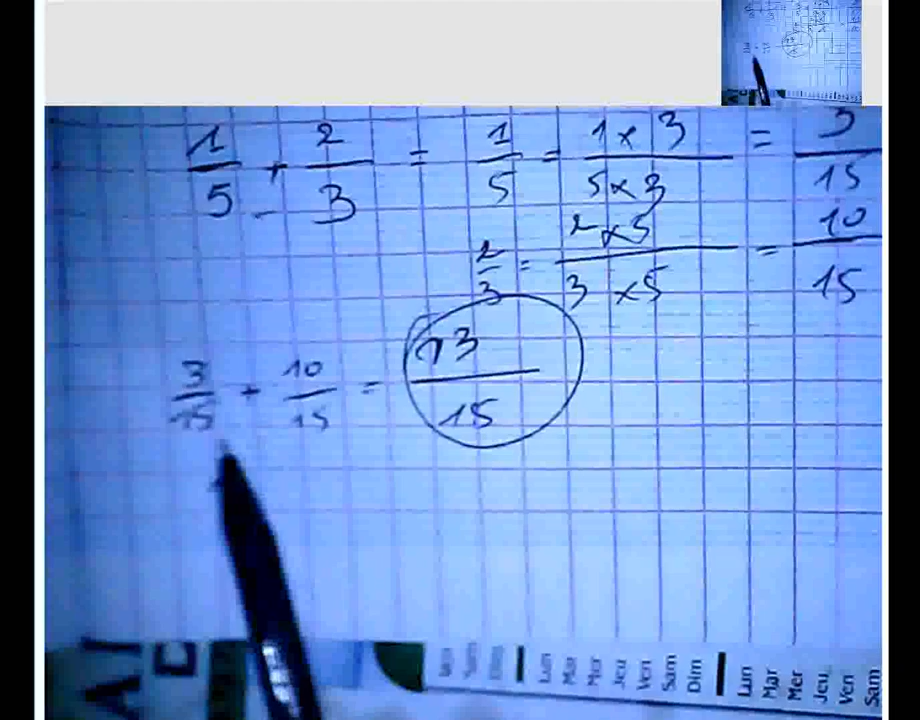 1/5 + 2/3 = 1/5 = 1×3/5×3 = 3/15
2/3 = 2×5/3×5 = 10/15
3/15 + 10/15 = 13/15
Lun Mar Mer Jeu Ven Sam Dim Lun Mar Mer Jeu Ven Sam